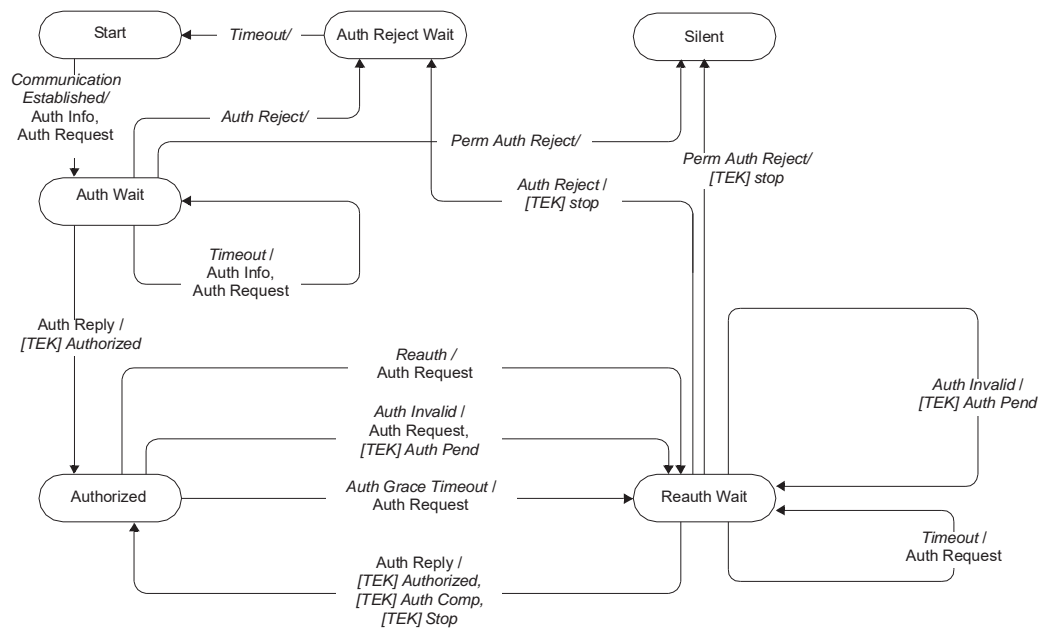 Start
Timeout/
Auth Reject Wait
Silent
Communication
Established/
Auth Info,
Auth Request
Auth Reject/
Perm Auth Reject/
Perm Auth Reject/
[TEK] stop
Auth Wait
Auth Reject /
[TEK] stop
Timeout /
Auth Info,
Auth Request
Auth Reply /
[TEK] Authorized
Reauth /
Auth Request
Auth Invalid /
[TEK] Auth Pend
Auth Invalid /
Auth Request,
[TEK] Auth Pend
Authorized
Auth Grace Timeout /
Auth Request
Reauth Wait
Timeout /
Auth Request
Auth Reply /
[TEK] Authorized,
[TEK] Auth Comp,
[TEK] Stop